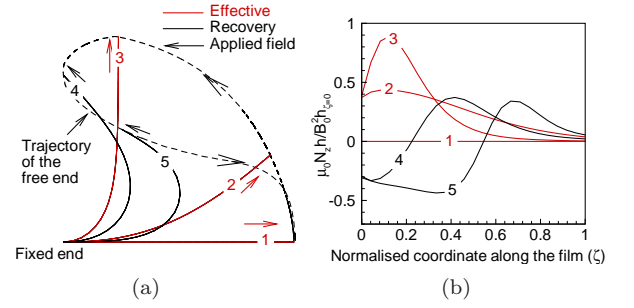 Effective
Recovery
Applied field
3
4
Trajectory
of the
free end
5
2
1
Fixed end
(a)
μ₀N_zh/B₀²h_ζ=0
1
0.5
0
-0.5
3
2
1
4
5
0 0.2 0.4 0.6 0.8 1
Normalised coordinate along the film (ζ)
(b)